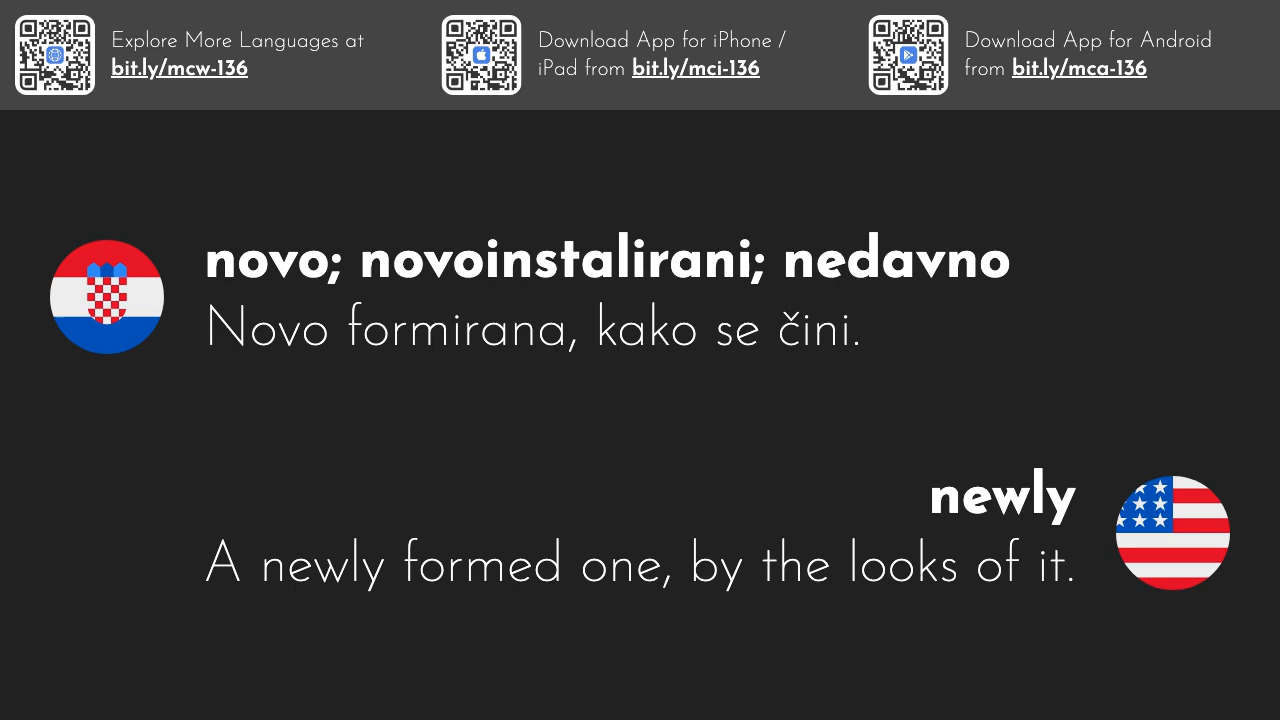 Explore More Languages at
bit.ly/mcw-136
Download App for iPhone /
iPad from bit.ly/mci-136
Download App for Android
from bit.ly/mca-136
novo; novoinstalirani; nedavno
Novo formirana, kako se čini.
newly
A newly formed one, by the looks of it.